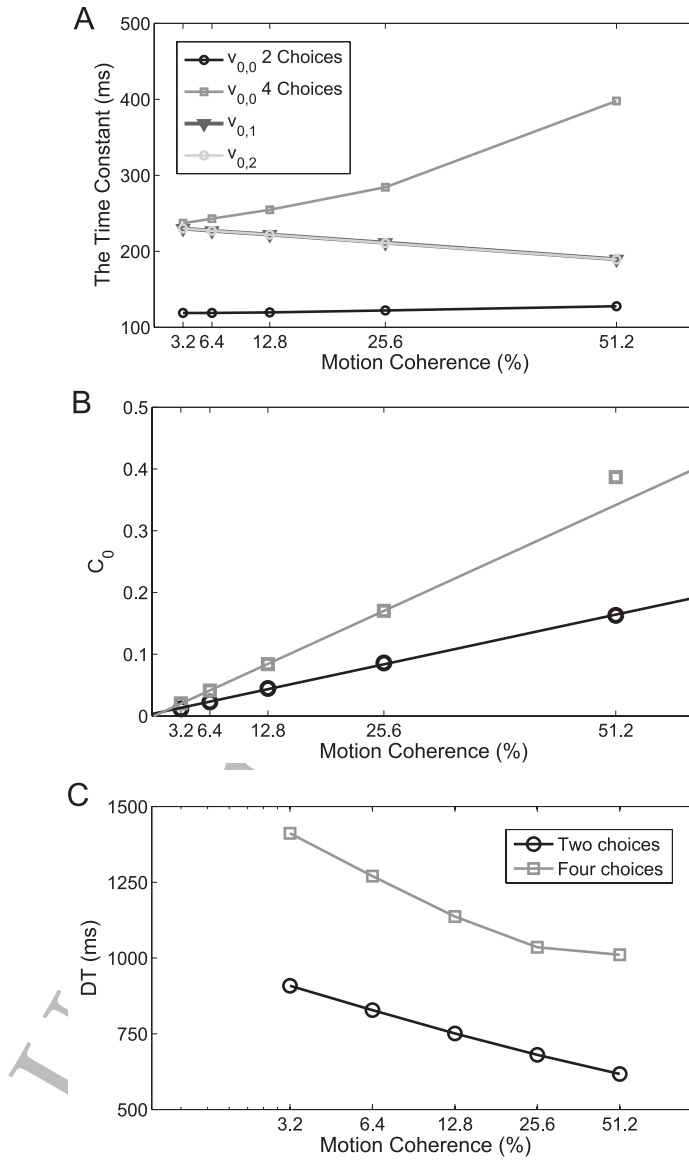 A
500
400
300
200
100
The Time Constant (ms)
v0,0 2 Choices
v0,0 4 Choices
v0,1
v0,2
3.2 6.4 12.8 25.6 51.2
Motion Coherence (%)
B
0.5
0.4
0.3
0.2
0.1
0
C0
3.2 6.4 12.8 25.6 51.2
Motion Coherence (%)
C
1500
1250
1000
750
500
DT (ms)
Two choices
Four choices
3.2 6.4 12.8 25.6 51.2
Motion Coherence (%)